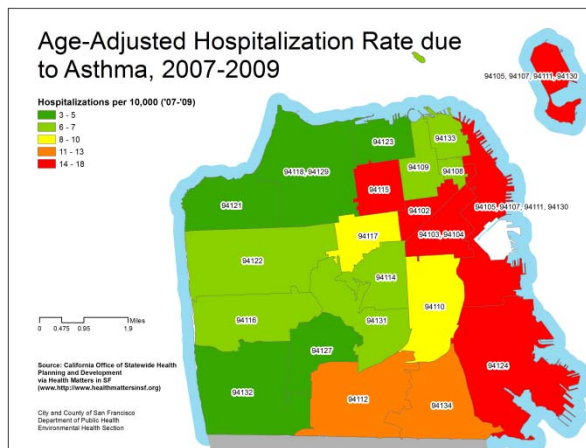 Age-Adjusted Hospitalization Rate due
to Asthma, 2007-2009
Hospitalizations per 10,000 ('07-'09)
3 - 5
6 - 7
8 - 10
11 - 13
14 - 18
94105, 94107, 94111, 94130
94133
94123
94109
94108
94118, 94129
94115
94121
94102
94105, 94107, 94111, 94130
94117
94103, 94104
94122
94114
94110
94116
94131
94127
94124
94132
94112
94134
Miles
0 0.475 0.95 1.9
Source: California Office of Statewide Health
Planning and Development
via Health Matters in SF
(www.http://www.healthmattersinsf.org)
City and County of San Francisco
Department of Public Health
Environmental Health Section